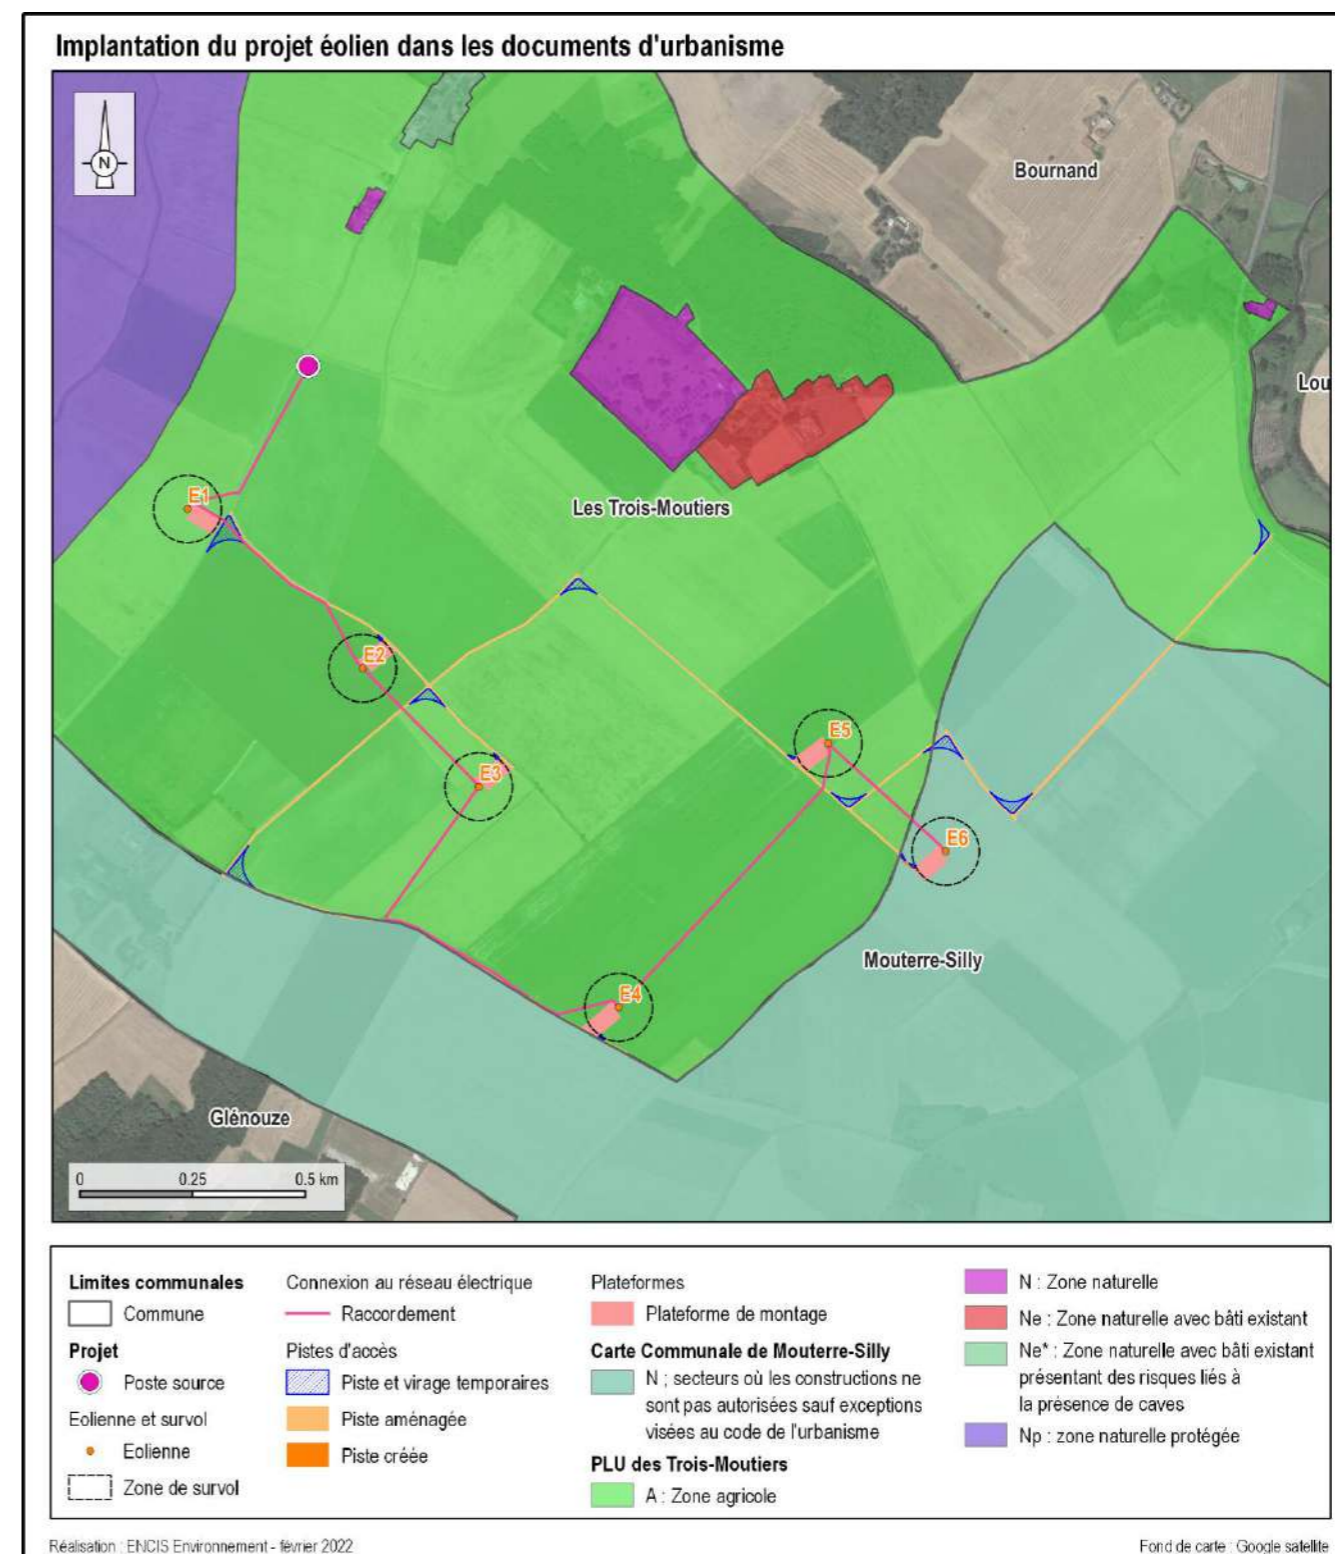 Implantation du projet éolien dans les documents d'urbanisme
N
Bournand
Lou
E1
Les Trois-Moutiers
E2
E5
E3
E6
Mouterre-Silly
E4
Glénouze
0 0.25 0.5 km
Limites communales
Commune
Projet
Poste source
Eolienne et survol
Eolienne
Zone de survol
Connexion au réseau électrique
Raccordement
Pistes d'accès
Piste et virage temporaires
Piste aménagée
Piste créée
Plateformes
Plateforme de montage
Carte Communale de Mouterre-Silly
N : secteurs où les constructions ne
sont pas autorisées sauf exceptions
visées au code de l'urbanisme
PLU des Trois-Moutiers
A : Zone agricole
N : Zone naturelle
Ne : Zone naturelle avec bâti existant
Ne* : Zone naturelle avec bâti existant
présentant des risques liés à
la présence de caves
Np : zone naturelle protégée
Réalisation : ENCIS Environnement - février 2022
Fond de carte : Google satellite